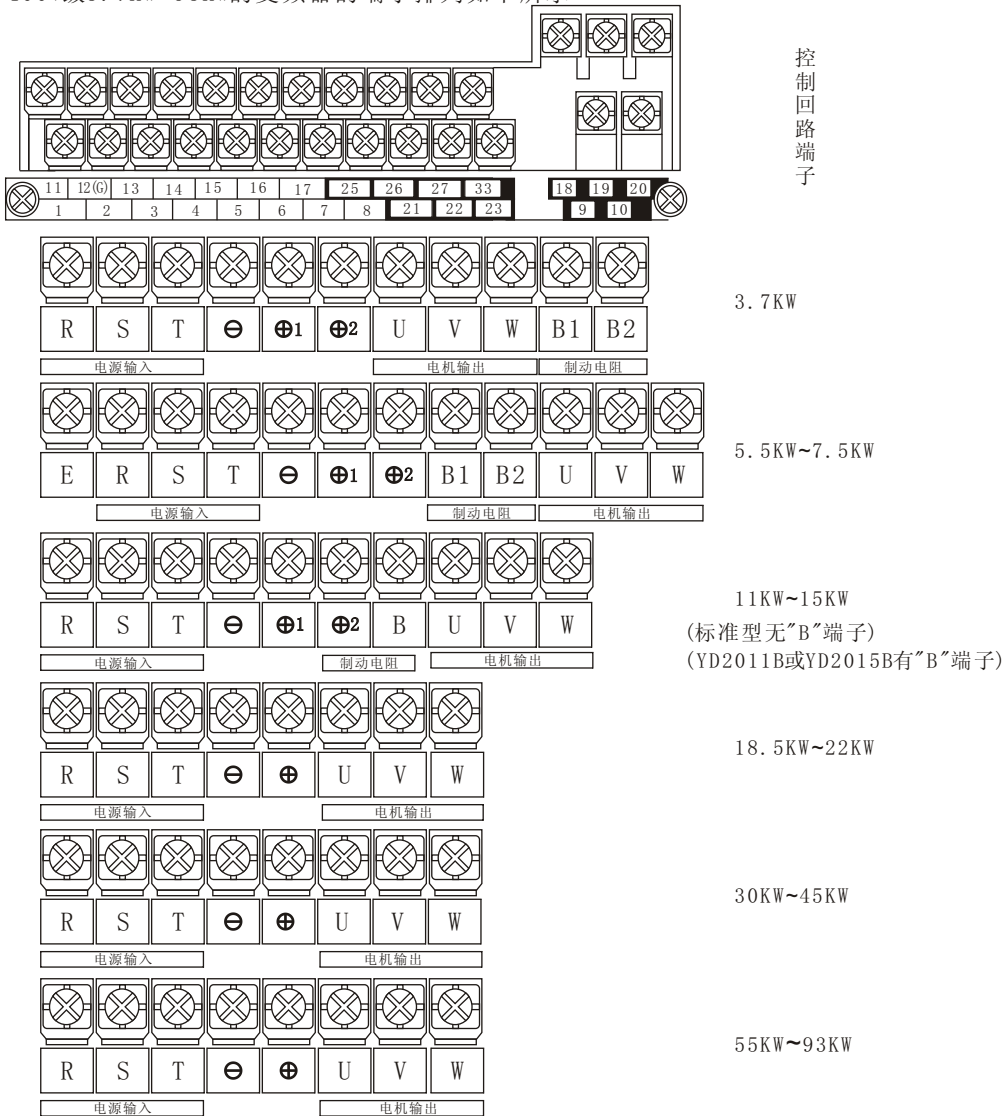 控制回路端子
11 12(G) 13 14 15 16 17 25 26 27 33 18 19 20
1 2 3 4 5 6 7 8 21 22 23 9 10
R S T ⊖ ⊕1 ⊕2 U V W B1 B2
3.7KW
电源输入 电机输出 制动电阻
E R S T ⊖ ⊕1 ⊕2 B1 B2 U V W
5.5KW~7.5KW
电源输入 制动电阻 电机输出
R S T ⊖ ⊕1 ⊕2 B U V W
11KW~15KW
(标准型无"B"端子)
(YD2011B或YD2015B有"B"端子)
电源输入 制动电阻 电机输出
R S T ⊖ ⊕ U V W
18.5KW~22KW
电源输入 电机输出
R S T ⊖ ⊕ U V W
30KW~45KW
电源输入 电机输出
R S T ⊖ ⊕ U V W
55KW~93KW
电源输入 电机输出